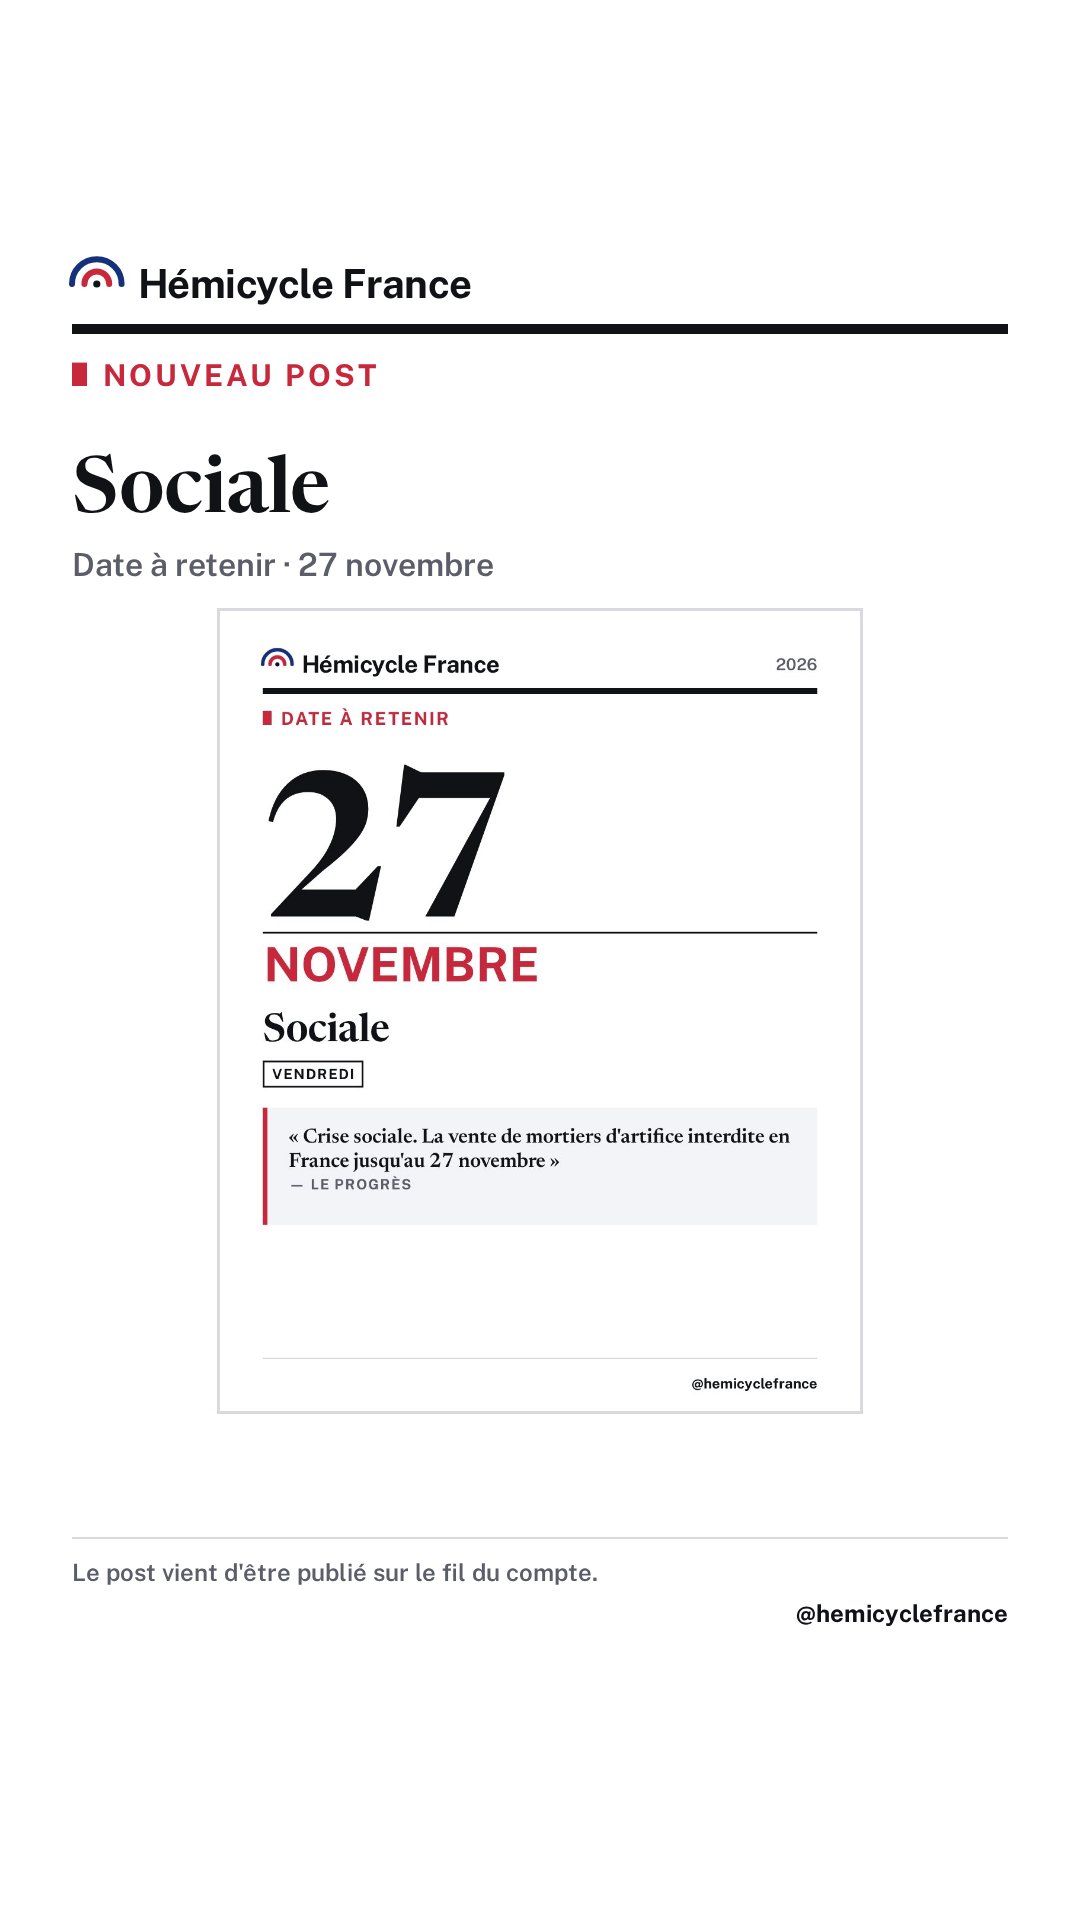 Hémicycle France
NOUVEAU POST
Sociale
Date à retenir · 27 novembre
Hémicycle France
2026
DATE À RETENIR
27
NOVEMBRE
Sociale
VENDREDI
« Crise sociale. La vente de mortiers d'artifice interdite en
France jusqu'au 27 novembre »
— LE PROGRÈS
@hemicyclefrance
Le post vient d'être publié sur le fil du compte.
@hemicyclefrance